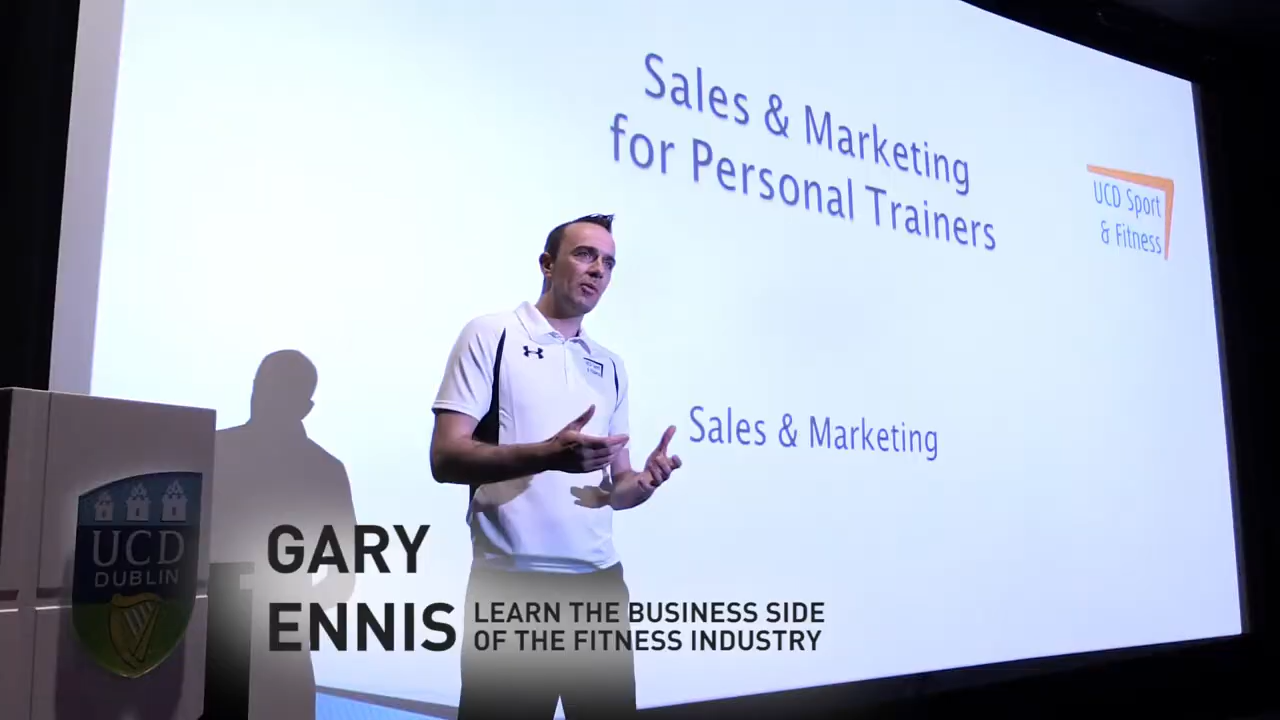 Sales & Marketing
for Personal Trainers
UCD Sport
& Fitness
Sales & Marketing
UCD
DUBLIN
GARY
ENNIS
LEARN THE BUSINESS SIDE
OF THE FITNESS INDUSTRY